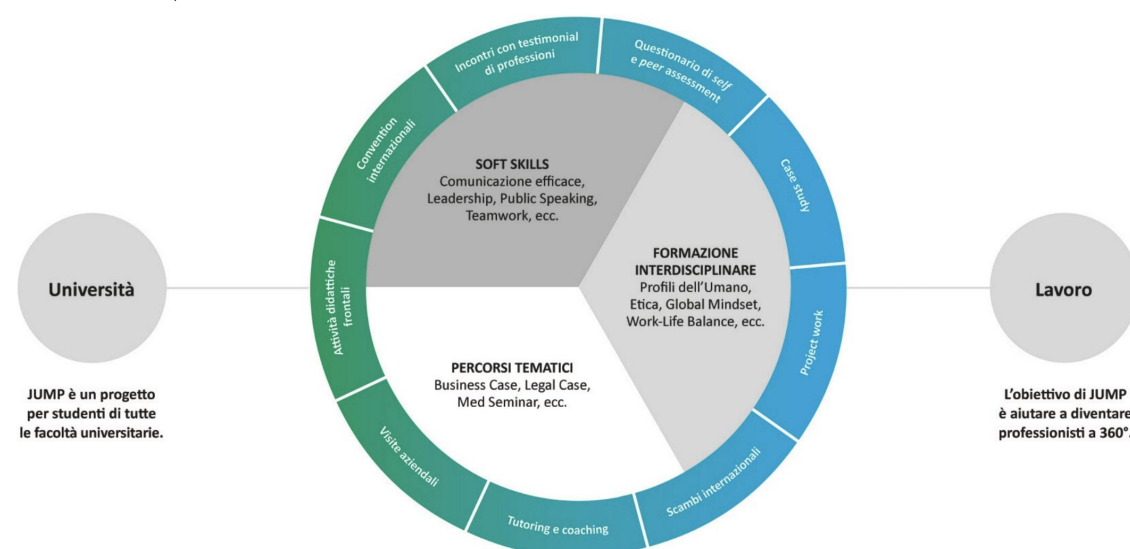 Incontri con testimonial
di professioni
Questionario di self
e peer assessment
Convention
internazionali
Case study
SOFT SKILLS
Comunicazione efficace,
Leadership, Public Speaking,
Teamwork, ecc.
FORMAZIONE
INTERDISCIPLINARE
Profili dell'Umano,
Etica, Global Mindset,
Work-Life Balance, ecc.
Università
Lavoro
Attività didattiche
frontali
Project work
PERCORSI TEMATICI
Business Case, Legal Case,
Med Seminar, ecc.
JUMP è un progetto
per studenti di tutte
le facoltà universitarie.
L'obiettivo di JUMP
è aiutare a diventare
professionisti a 360°.
Visite aziendali
Scambi internazionali
Tutoring e coaching